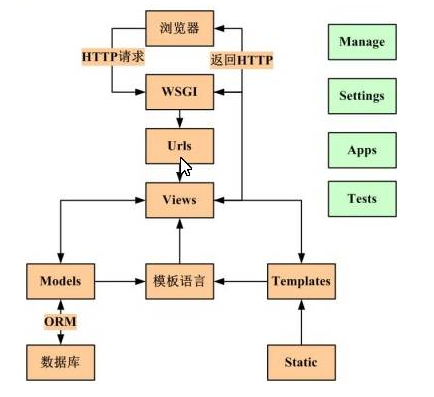 浏览器
Manage
HTTP请求
返回HTTP
WSGI
Settings
Urls
Apps
Views
Tests
Models
模板语言
Templates
ORM
数据库
Static